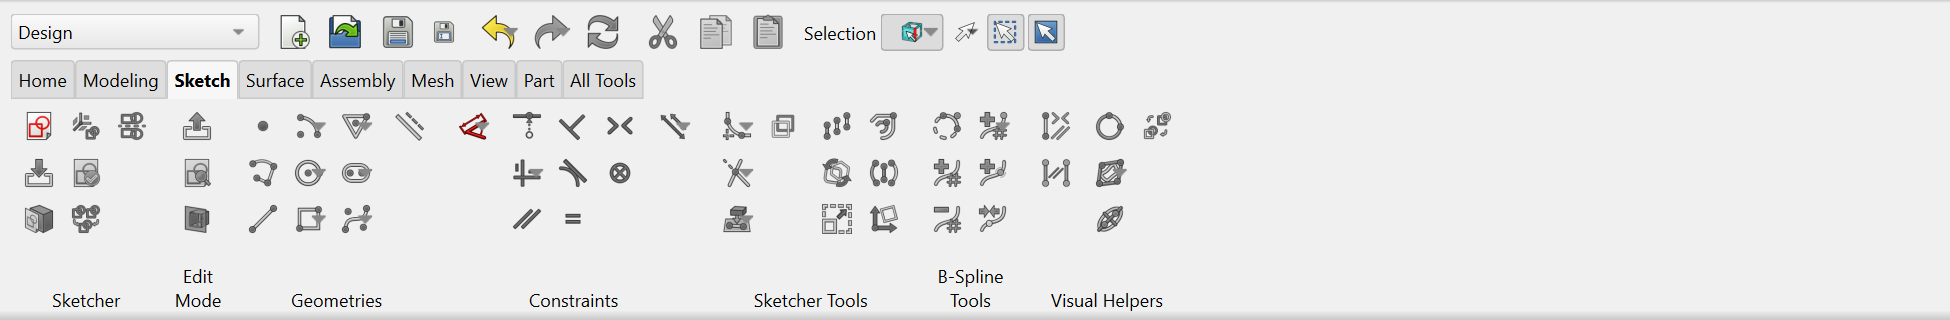 Design
Selection
Home Modeling Sketch Surface Assembly Mesh View Part All Tools
Sketcher
Edit
Mode
Geometries
Constraints
Sketcher Tools
B-Spline
Tools
Visual Helpers